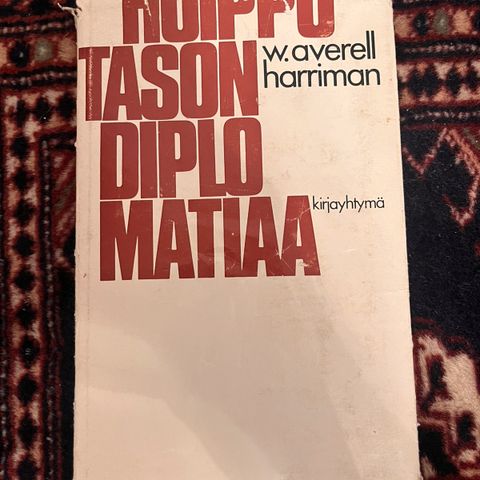 HUIPPU
TASON
w.averell
harriman
DIPLO
MATIAA
kirjayhtymä